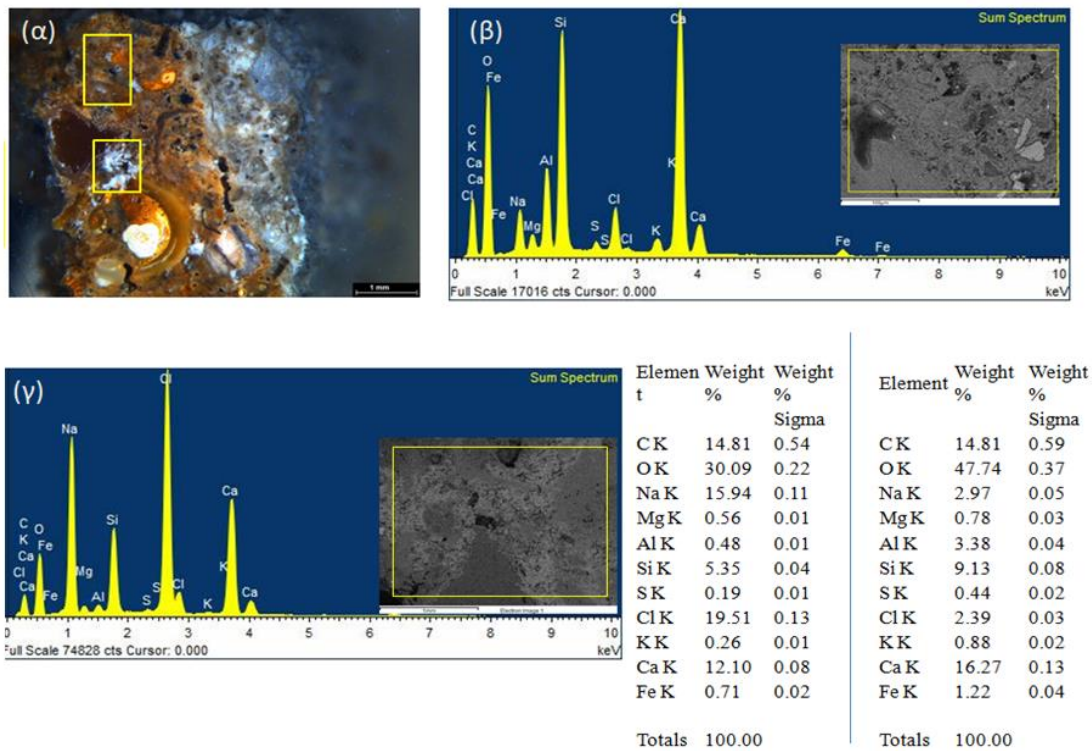 (α)
1 mm
(β)
Sum Spectrum
Si
Ca
O
Fe
C
K
Ca
Ca
Cl
Fe
Na
Mg
Al
S
S
Cl
Cl
K
K
Ca
Fe
Fe
0 1 2 3 4 5 6 7 8 9 10
Full Scale 17016 cts Cursor: 0.000
keV
(γ)
Sum Spectrum
Cl
Na
Ca
C
K
Ca
Cl
Ca
O
Fe
Fe
Mg
Al
Si
S
S
Cl
K
K
Ca
Electron Image 1
0 1 2 3 4 5 6 7 8 9 10
Full Scale 74828 cts Cursor: 0.000
keV
Elemen Weight Weight
t % %
Sigma
C K 14.81 0.54
O K 30.09 0.22
Na K 15.94 0.11
Mg K 0.56 0.01
Al K 0.48 0.01
Si K 5.35 0.04
S K 0.19 0.01
Cl K 19.51 0.13
K K 0.26 0.01
Ca K 12.10 0.08
Fe K 0.71 0.02
Totals 100.00
Element Weight Weight
% %
Sigma
C K 14.81 0.59
O K 47.74 0.37
Na K 2.97 0.05
Mg K 0.78 0.03
Al K 3.38 0.04
Si K 9.13 0.08
S K 0.44 0.02
Cl K 2.39 0.03
K K 0.88 0.02
Ca K 16.27 0.13
Fe K 1.22 0.04
Totals 100.00